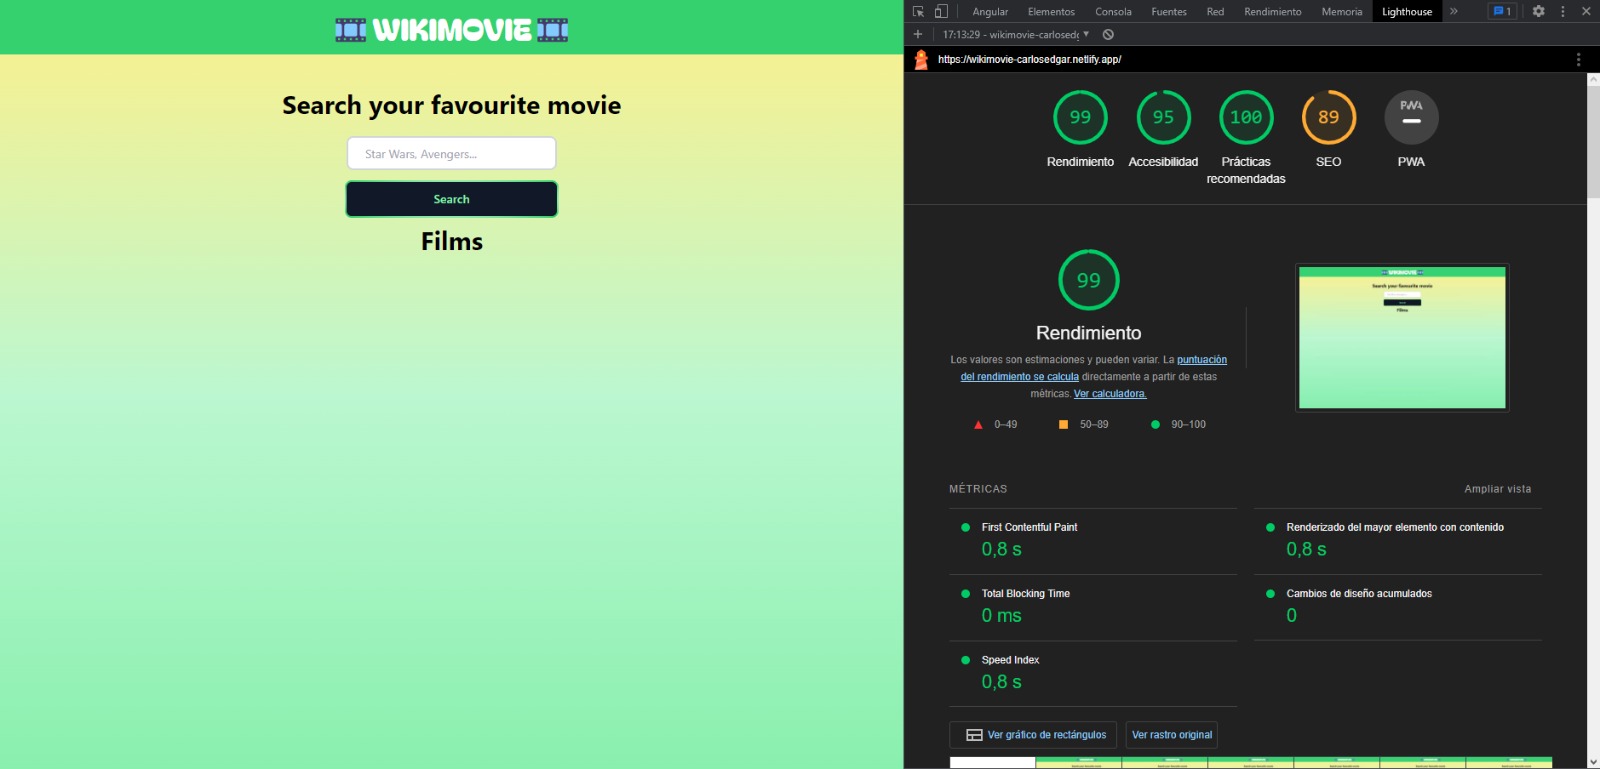 WIKIMOVIE
Search your favourite movie
Star Wars, Avengers...
Search
Films
Angular Elementos Consola Fuentes Red Rendimiento Memoria Lighthouse » 1
17:13:29 - wikimovie-carlosedg
https://wikimovie-carlosedgar.netlify.app/
99 95 100 89 PWA
Rendimiento Accesibilidad Prácticas SEO PWA
recomendadas
99
Rendimiento
Los valores son estimaciones y pueden variar. La puntuación
del rendimiento se calcula directamente a partir de estas
métricas. Ver calculadora.
0–49 50–89 90–100
MÉTRICAS Ampliar vista
First Contentful Paint
0,8 s
Renderizado del mayor elemento con contenido
0,8 s
Total Blocking Time
0 ms
Cambios de diseño acumulados
0
Speed Index
0,8 s
Ver gráfico de rectángulos Ver rastro original